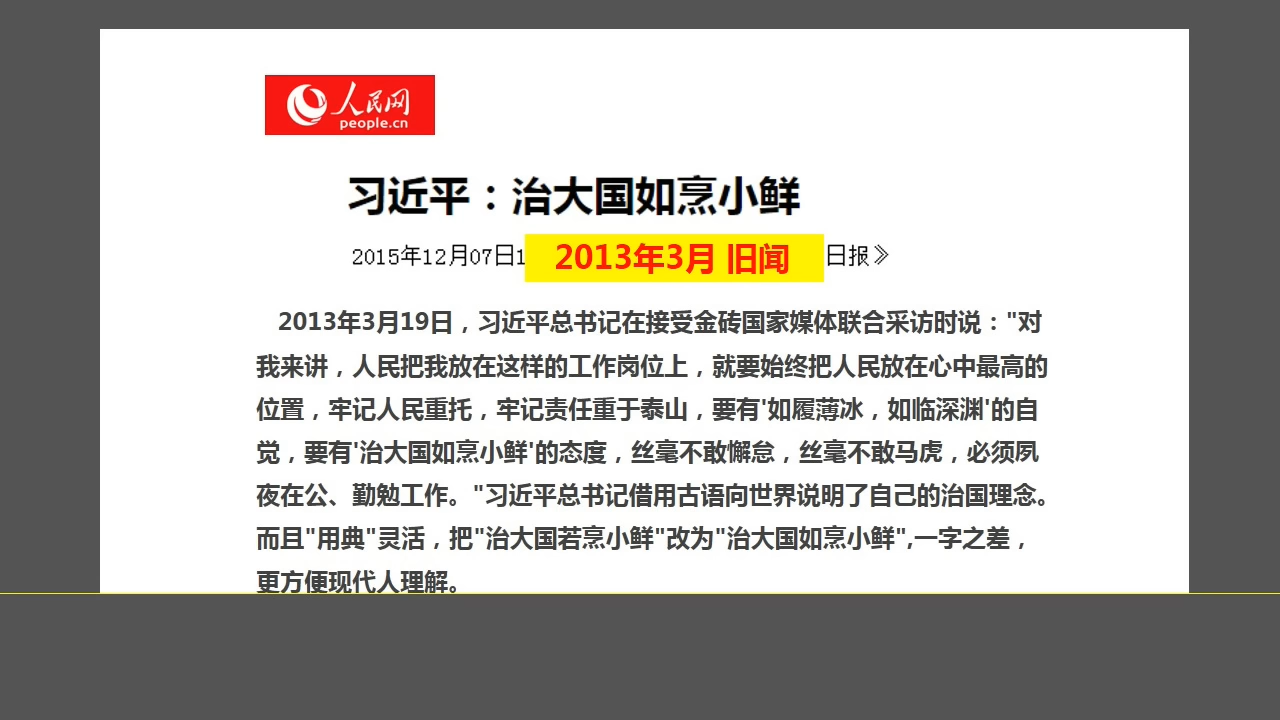 人民网
people.cn
习近平：治大国如烹小鲜
2015年12月07日1 2013年3月 旧闻 日报》
2013年3月19日，习近平总书记在接受金砖国家媒体联合采访时说："对
我来讲，人民把我放在这样的工作岗位上，就要始终把人民放在心中最高的
位置，牢记人民重托，牢记责任重于泰山，要有'如履薄冰，如临深渊'的自
觉，要有'治大国如烹小鲜'的态度，丝毫不敢懈怠，丝毫不敢马虎，必须夙
夜在公、勤勉工作。"习近平总书记借用古语向世界说明了自己的治国理念。
而且"用典"灵活，把"治大国若烹小鲜"改为"治大国如烹小鲜",一字之差，
更方便现代人理解。